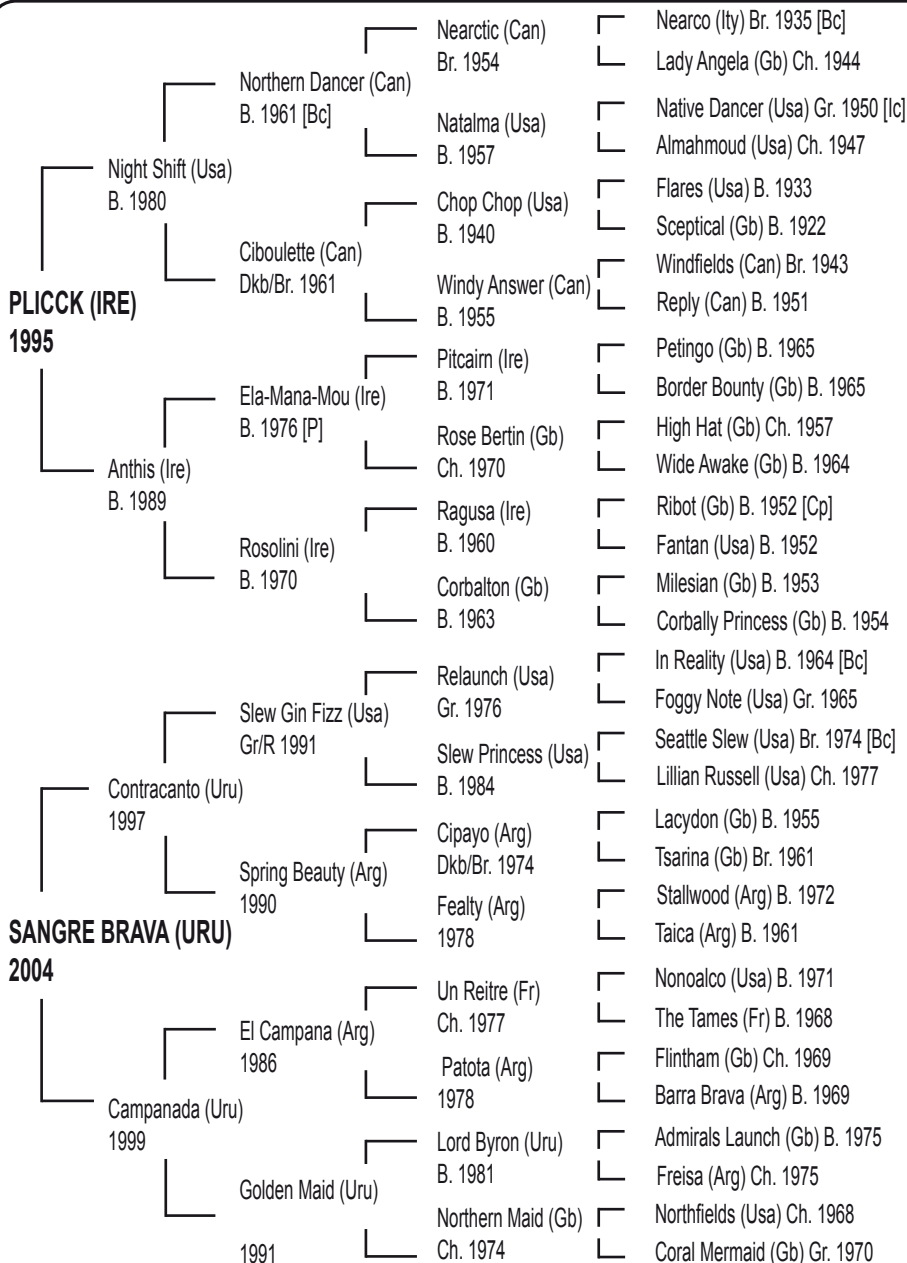 PLICCK (IRE)
1995
Night Shift (Usa)
B. 1980
Anthis (Ire)
B. 1989
Northern Dancer (Can)
B. 1961 [Bc]
Ciboulette (Can)
Dkb/Br. 1961
Ela-Mana-Mou (Ire)
B. 1976 [P]
Rosolini (Ire)
B. 1970
Nearctic (Can)
Br. 1954
Natalma (Usa)
B. 1957
Chop Chop (Usa)
B. 1940
Windy Answer (Can)
B. 1955
Pitcairn (Ire)
B. 1971
Rose Bertin (Gb)
Ch. 1970
Ragusa (Ire)
B. 1960
Corbalton (Gb)
B. 1963
Nearco (Ity) Br. 1935 [Bc]
Lady Angela (Gb) Ch. 1944
Native Dancer (Usa) Gr. 1950 [Ic]
Almahmoud (Usa) Ch. 1947
Flares (Usa) B. 1933
Sceptical (Gb) B. 1922
Windfields (Can) Br. 1943
Reply (Can) B. 1951
Petingo (Gb) B. 1965
Border Bounty (Gb) B. 1965
High Hat (Gb) Ch. 1957
Wide Awake (Gb) B. 1964
Ribot (Gb) B. 1952 [Cp]
Fantan (Usa) B. 1952
Milesian (Gb) B. 1953
Corbally Princess (Gb) B. 1954
SANGRE BRAVA (URU)
2004
Contracanto (Uru)
1997
Campanada (Uru)
1999
Slew Gin Fizz (Usa)
Gr/R 1991
Spring Beauty (Arg)
1990
El Campana (Arg)
1986
Golden Maid (Uru)
1991
Relaunch (Usa)
Gr. 1976
Slew Princess (Usa)
B. 1984
Cipayo (Arg)
Dkb/Br. 1974
Fealty (Arg)
1978
Un Reitre (Fr)
Ch. 1977
Patota (Arg)
1978
Lord Byron (Uru)
B. 1981
Northern Maid (Gb)
Ch. 1974
In Reality (Usa) B. 1964 [Bc]
Foggy Note (Usa) Gr. 1965
Seattle Slew (Usa) Br. 1974 [Bc]
Lillian Russell (Usa) Ch. 1977
Lacydon (Gb) B. 1955
Tsarina (Gb) Br. 1961
Stallwood (Arg) B. 1972
Taica (Arg) B. 1961
Nonoalco (Usa) B. 1971
The Tames (Fr) B. 1968
Flintham (Gb) Ch. 1969
Barra Brava (Arg) B. 1969
Admirals Launch (Gb) B. 1975
Freisa (Arg) Ch. 1975
Northfields (Usa) Ch. 1968
Coral Mermaid (Gb) Gr. 1970